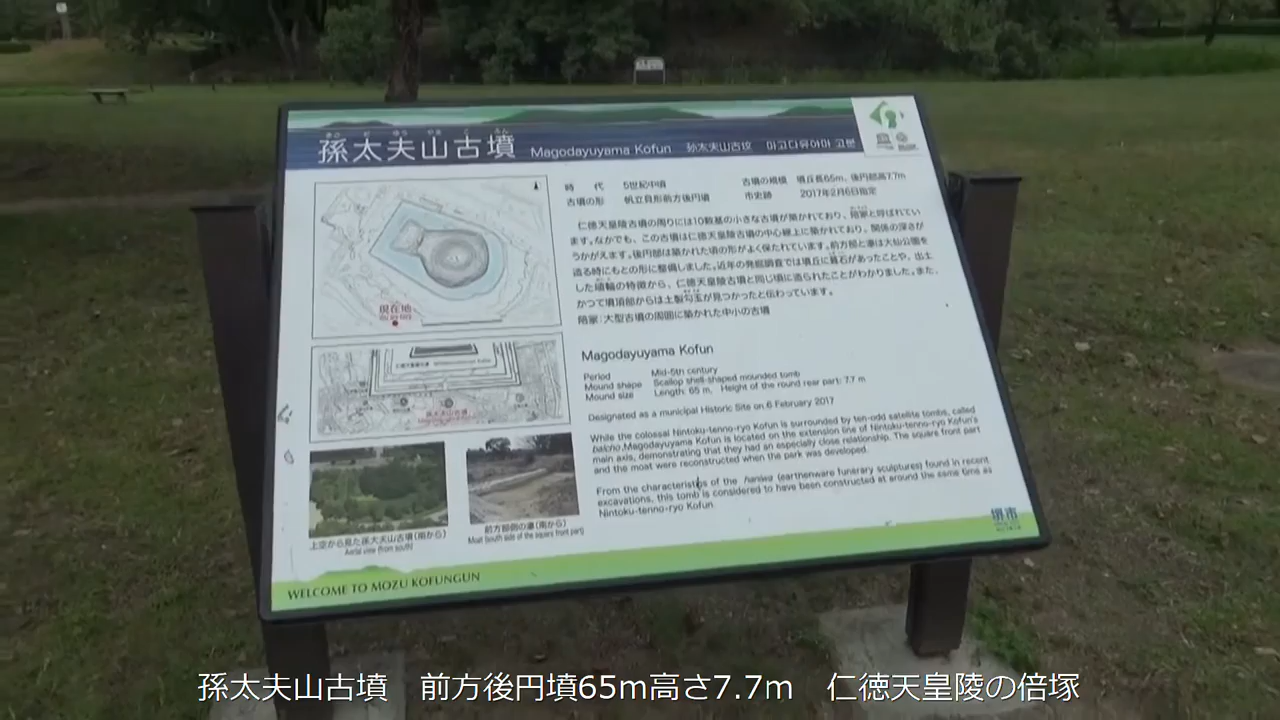 孫太夫山古墳
Magodayuyama Kofun 孙太夫山古坟 마고다유야마 고분
時　代　5世紀中頃　古墳の規模　墳丘長65m、後円部高7.7m
古墳の形　帆立貝形前方後円墳　市史跡　2017年2月6日指定
仁徳天皇陵古墳の周りには10数基の小さな古墳が築かれており、陪冢と呼ばれてい
ます。なかでも、この古墳は仁徳天皇陵古墳の中心線上に築かれており、関係の深さが
うかがえます。後円部は築かれた頃の形がよく保たれています。前方部と濠は大仙公園を
造る時にもとの形に整備しました。近年の発掘調査では墳丘に葺石があったことや、出土
した埴輪の特徴から、仁徳天皇陵古墳と同じ頃に造られたことがわかりました。また、
かつて墳頂部からは土製勾玉が見つかったと伝わっています。
陪冢：大型古墳の周囲に築かれた中小の古墳
現在地
Magodayuyama Kofun
Period Mid-5th century
Mound shape Scallop shell-shaped mounded tomb
Mound size Length: 65 m, Height of the round rear part: 7.7 m
Designated as a municipal Historic Site on 6 February 2017
While the colossal Nintoku-tenno-ryo Kofun is surrounded by ten-odd satellite tombs, called
baicho, Magodayuyama Kofun is located on the extension line of Nintoku-tenno-ryo Kofun's
main axis, demonstrating that they had an especially close relationship. The square front part
and the moat were reconstructed when the park was developed.
From the characteristics of the haniwa (earthenware funerary sculptures) found in recent
excavations, this tomb is considered to have been constructed at around the same time as
Nintoku-tenno-ryo Kofun.
上空から見た孫太夫山古墳（南から）
Aerial view (from south)
前方部側の濠（南から）
Moat (south side of the square front part)
堺市
WELCOME TO MOZU KOFUNGUN
孫太夫山古墳　前方後円墳65m高さ7.7m　仁徳天皇陵の倍塚